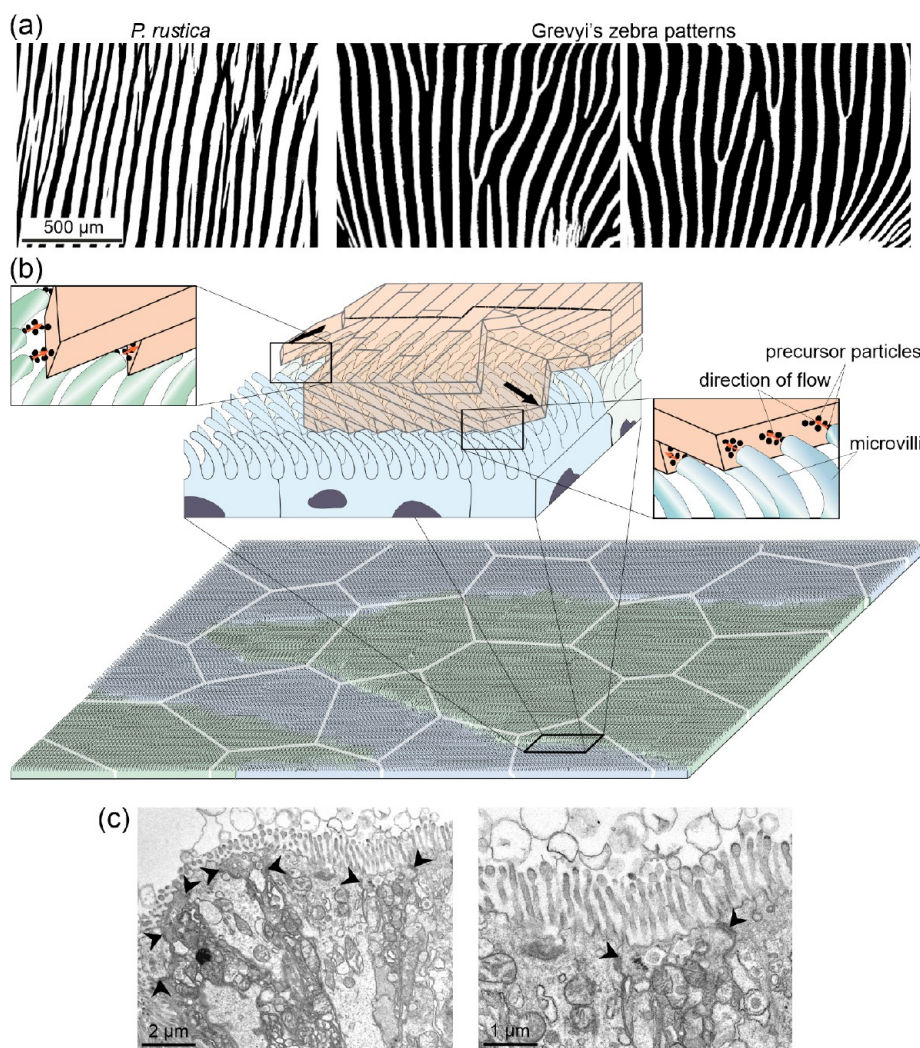 (a)
P. rustica
Grevyi's zebra patterns
500 µm
(b)
precursor particles
direction of flow
microvilli
(c)
2 µm
1 µm